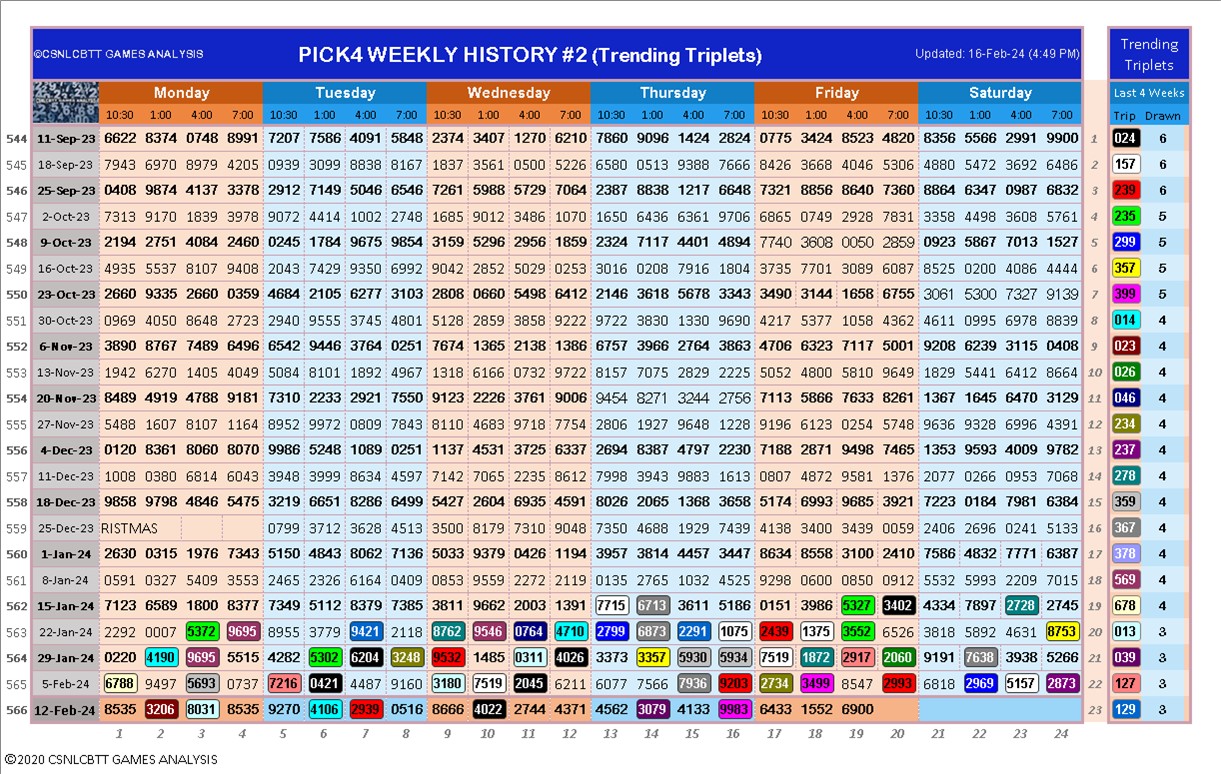 ©CSNLCBTT GAMES ANALYSIS PICK4 WEEKLY HISTORY #2 (Trending Triplets) Updated: 16-Feb-24 (4:49 PM) Trending Triplets
Monday Tuesday Wednesday Thursday Friday Saturday Last 4 Weeks
10:30 1:00 4:00 7:00 10:30 1:00 4:00 7:00 10:30 1:00 4:00 7:00 10:30 1:00 4:00 7:00 10:30 1:00 4:00 7:00 10:30 1:00 4:00 7:00 Trip Drawn
544 11-Sep-23 6622 8374 0748 8991 7207 7586 4091 5848 2374 3407 1270 6210 7860 9096 1424 2824 0775 3424 8523 4820 8356 5566 2991 9900 1 024 6
545 18-Sep-23 7943 6970 8979 4205 0939 3099 8838 8167 1837 3561 0500 5226 6580 0513 9385 7666 8426 3668 4046 5306 4880 5472 3692 6486 2 157 6
546 25-Sep-23 0408 9874 4137 3378 2912 7149 5046 6546 7261 5988 5729 7064 2387 8838 1217 6648 7321 8856 8640 7360 8864 6347 0987 6832 3 239 6
547 2-Oct-23 7313 9170 1839 3978 9072 4414 1002 2748 1685 9012 3486 1070 1650 6436 6361 9706 6865 0749 2928 7831 3358 4498 3608 5761 4 235 5
548 9-Oct-23 2194 2751 4084 2460 0245 1784 9675 9854 3159 5296 2956 1859 2324 7117 4401 4894 7740 3608 0050 2859 0923 5867 7013 1527 5 299 5
549 16-Oct-23 4935 5537 8107 9408 2043 7429 9350 6992 9042 2852 5029 0253 3016 0208 7916 1804 3735 7701 3089 6087 8525 0200 4086 4444 6 357 5
550 23-Oct-23 2660 9335 2660 0359 4684 2105 6277 3103 2808 0660 5498 6412 2146 3618 5678 3343 3490 3144 1658 6755 3061 5300 7327 9139 7 399 5
551 30-Oct-23 0969 4050 8648 2723 2940 9555 3745 4801 5128 2859 3858 9222 9722 3830 1330 9690 4217 5377 1058 4362 4611 0995 6978 8839 8 014 4
552 6-Nov-23 3890 8767 7489 6496 6542 9446 3764 0251 7674 1365 2138 1386 6757 3966 2764 3863 4706 6323 7117 5001 9208 6239 3115 0408 9 023 4
553 13-Nov-23 1942 6270 1405 4049 5084 8101 1892 4967 1318 6166 0732 9722 8157 7075 2829 2225 5052 4800 5810 9649 1829 5441 6412 8664 10 026 4
554 20-Nov-23 8489 4919 4788 9181 7310 2233 2921 7550 9123 2226 3761 9006 9454 8271 3244 2756 7113 5866 7633 8261 1367 1645 6470 3129 11 046 4
555 27-Nov-23 5488 1607 8107 1164 8952 9972 0809 7843 8110 4683 9718 7754 2806 1927 9648 1228 9196 6123 0254 5748 9636 9328 6996 4391 12 234 4
556 4-Dec-23 0120 8361 8060 8070 9986 5248 1089 0251 1137 4531 3725 6337 2694 8387 4797 2230 7188 2871 9498 7465 1353 9593 4009 9782 13 237 4
557 11-Dec-23 1008 0380 6814 6043 3948 3999 8634 4597 1142 7065 2235 8612 7998 3943 9883 1613 0807 4872 9581 1376 2077 0266 0953 7068 14 278 4
558 18-Dec-23 9858 9798 4846 5475 3219 6651 8286 6499 5427 2604 6935 4591 8026 2065 1368 3658 5174 6993 9685 3921 7223 0184 7981 6384 15 359 4
559 25-Dec-23 RISTMAS 0799 3712 3628 4513 3500 8179 7310 9048 7350 4688 1929 7439 4138 3400 3439 0059 2406 2696 0241 5133 16 367 4
560 1-Jan-24 2630 0315 1976 7343 5150 4843 8062 7136 5033 9379 0426 1194 3957 3814 4457 3447 8634 8558 3100 2410 7586 4832 7771 6387 17 378 4
561 8-Jan-24 0591 0327 5409 3553 2465 2326 6164 0409 0853 9559 2272 2119 0135 2765 1032 4525 9298 0600 0850 0912 5532 5993 2209 7015 18 569 4
562 15-Jan-24 7123 6589 1800 8377 7349 5112 8379 7385 3811 9662 2003 1391 7715 6713 3611 5186 0151 3986 5327 3402 4334 7897 2728 2745 19 678 4
563 22-Jan-24 2292 0007 5372 9695 8955 3779 9421 2118 8762 9546 0764 4710 2799 6873 2291 1075 2439 1375 3552 6526 3818 5892 4631 8753 20 013 3
564 29-Jan-24 0220 4190 9695 5515 4282 5302 6204 3248 9532 1485 0311 4026 3373 3357 5930 5934 7519 1872 2917 2060 9191 7638 3938 5266 21 039 3
565 5-Feb-24 6788 9497 5693 0737 7216 0421 4487 9160 3180 7519 2045 6211 6077 7566 7936 9203 2734 3499 8547 2993 6818 2969 5157 2873 22 127 3
566 12-Feb-24 8535 3206 8031 8535 9270 4106 2939 0516 8666 4022 2744 4371 4562 3079 4133 9983 6433 1552 6900 23 129 3
1 2 3 4 5 6 7 8 9 10 11 12 13 14 15 16 17 18 19 20 21 22 23 24
©2020 CSNLCBTT GAMES ANALYSIS